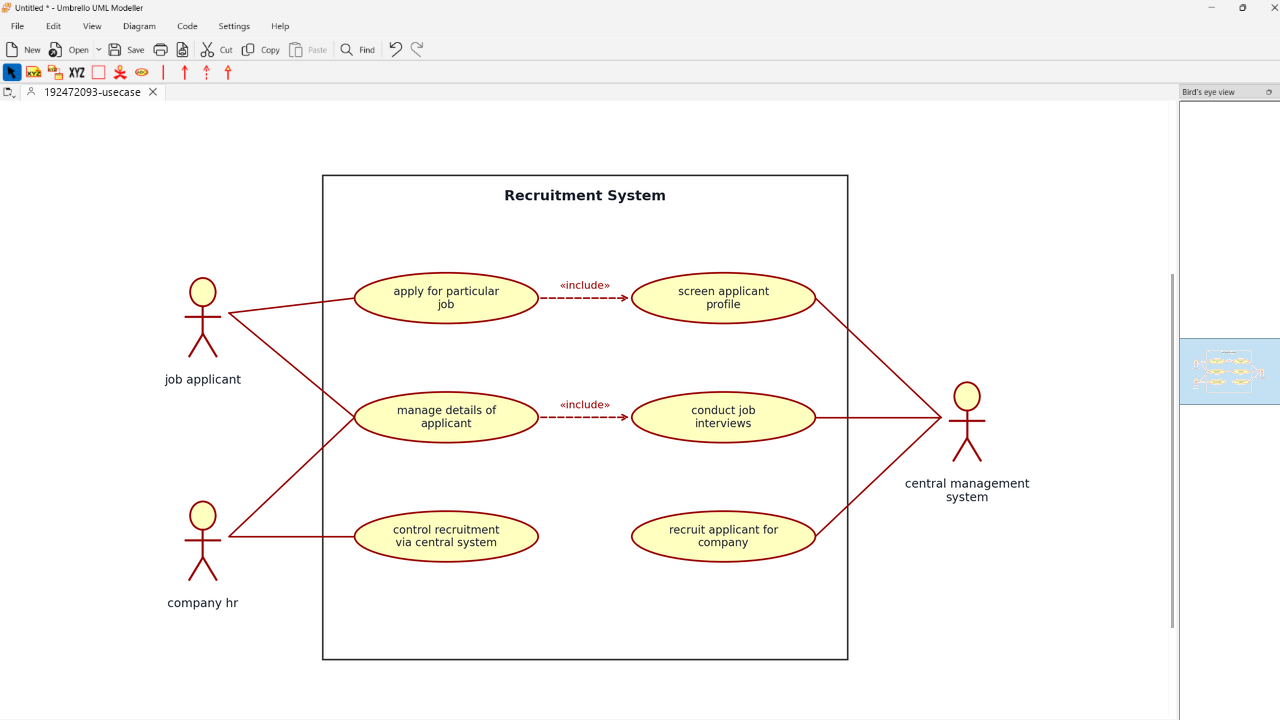 Untitled * - Umbrello UML Modeller
File Edit View Diagram Code Settings Help
New Open Save Cut Copy Paste Find
XYZ
192472093-usecase
Bird's eye view
Recruitment System
apply for particular
job
«include»
screen applicant
profile
job applicant
manage details of
applicant
«include»
conduct job
interviews
central management
system
control recruitment
via central system
recruit applicant for
company
company hr